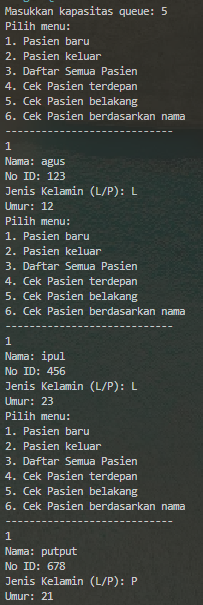 Masukkan kapasitas queue: 5
Pilih menu:
1. Pasien baru
2. Pasien keluar
3. Daftar Semua Pasien
4. Cek Pasien terdepan
5. Cek Pasien belakang
6. Cek Pasien berdasarkan nama
----------------------------
1
Nama: agus
No ID: 123
Jenis Kelamin (L/P): L
Umur: 12
Pilih menu:
1. Pasien baru
2. Pasien keluar
3. Daftar Semua Pasien
4. Cek Pasien terdepan
5. Cek Pasien belakang
6. Cek Pasien berdasarkan nama
----------------------------
1
Nama: ipul
No ID: 456
Jenis Kelamin (L/P): L
Umur: 23
Pilih menu:
1. Pasien baru
2. Pasien keluar
3. Daftar Semua Pasien
4. Cek Pasien terdepan
5. Cek Pasien belakang
6. Cek Pasien berdasarkan nama
----------------------------
1
Nama: putput
No ID: 678
Jenis Kelamin (L/P): P
Umur: 21